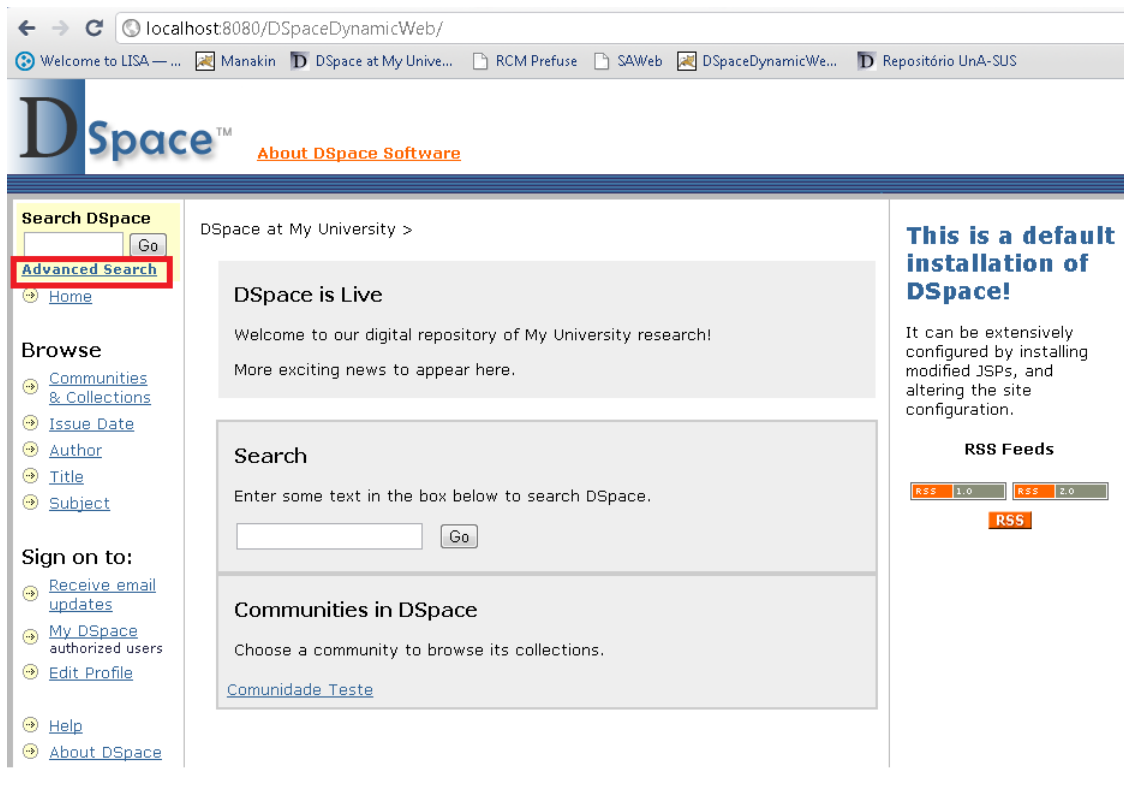 localhost:8080/DSpaceDynamicWeb/
Welcome to LISA — ... Manakin DSpace at My Unive... RCM Prefuse SAWeb DSpaceDynamicWe... Repositório UnA-SUS
DSpace™
About DSpace Software
Search DSpace
Go
Advanced Search
Home
Browse
Communities
& Collections
Issue Date
Author
Title
Subject
Sign on to:
Receive email
updates
My DSpace
authorized users
Edit Profile
Help
About DSpace
DSpace at My University >
DSpace is Live
Welcome to our digital repository of My University research!
More exciting news to appear here.
Search
Enter some text in the box below to search DSpace.
Go
Communities in DSpace
Choose a community to browse its collections.
Comunidade Teste
This is a default
installation of
DSpace!
It can be extensively
configured by installing
modified JSPs, and
altering the site
configuration.
RSS Feeds
RSS 1.0 RSS 2.0
RSS